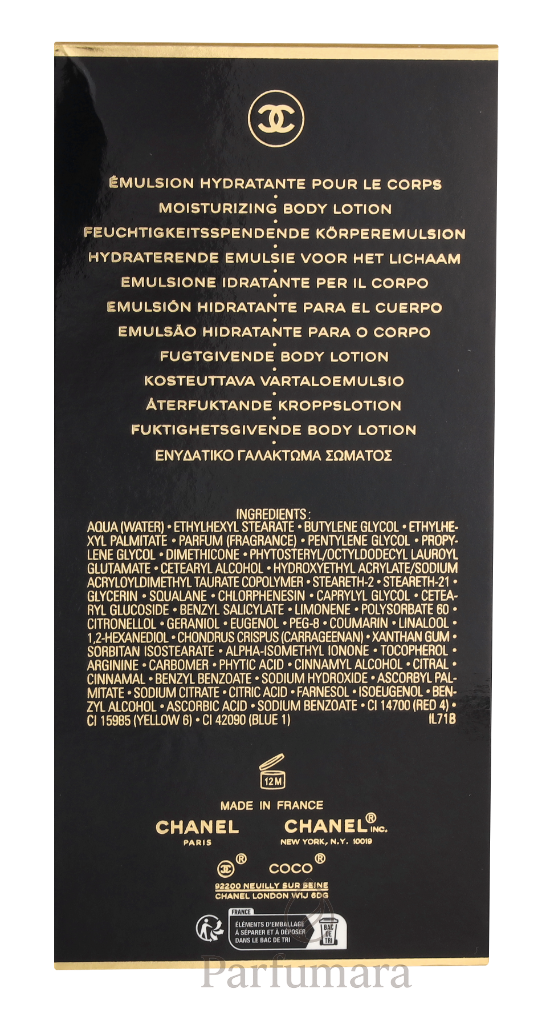 ÉMULSION HYDRATANTE POUR LE CORPS
MOISTURIZING BODY LOTION
FEUCHTIGKEITSSPENDENDE KÖRPEREMULSION
HYDRATERENDE EMULSIE VOOR HET LICHAAM
EMULSIONE IDRATANTE PER IL CORPO
EMULSIÓN HIDRATANTE PARA EL CUERPO
EMULSÃO HIDRATANTE PARA O CORPO
FUGTGIVENDE BODY LOTION
KOSTEUTTAVA VARTALOEMULSIO
ÅTERFUKTANDE KROPPSLOTION
FUKTIGHETSGIVENDE BODY LOTION
ΕΝΥΔΑΤΙΚΟ ΓΑΛΑΚΤΩΜΑ ΣΩΜΑΤΟΣ
INGREDIENTS:
AQUA (WATER) • ETHYLHEXYL STEARATE • BUTYLENE GLYCOL • ETHYLHE-
XYL PALMITATE • PARFUM (FRAGRANCE) • PENTYLENE GLYCOL • PROPY-
LENE GLYCOL • DIMETHICONE • PHYTOSTERYL/OCTYLDODECYL LAUROYL
GLUTAMATE • CETEARYL ALCOHOL • HYDROXYETHYL ACRYLATE/SODIUM
ACRYLOYLDIMETHYL TAURATE COPOLYMER • STEARETH-2 • STEARETH-21 •
GLYCERIN • SQUALANE • CHLORPHENESIN • CAPRYLYL GLYCOL • CETEA-
RYL GLUCOSIDE • BENZYL SALICYLATE • LIMONENE • POLYSORBATE 60 •
CITRONELLOL • GERANIOL • EUGENOL • PEG-8 • COUMARIN • LINALOOL •
1,2-HEXANEDIOL • CHONDRUS CRISPUS (CARRAGEENAN) • XANTHAN GUM •
SORBITAN ISOSTEARATE • ALPHA-ISOMETHYL IONONE • TOCOPHEROL •
ARGININE • CARBOMER • PHYTIC ACID • CINNAMYL ALCOHOL • CITRAL •
CINNAMAL • BENZYL BENZOATE • SODIUM HYDROXIDE • ASCORBYL PAL-
MITATE • SODIUM CITRATE • CITRIC ACID • FARNESOL • ISOEUGENOL • BEN-
ZYL ALCOHOL • ASCORBIC ACID • SODIUM BENZOATE • CI 14700 (RED 4) •
CI 15985 (YELLOW 6) • CI 42090 (BLUE 1) IL71B
12M
MADE IN FRANCE
CHANEL CHANEL® INC.
PARIS NEW YORK, N.Y. 10019
® COCO®
92200 NEUILLY SUR SEINE
CHANEL LONDON W1J 6DG
FRANCE
ÉLÉMENTS D'EMBALLAGE
À SÉPARER ET À DÉPOSER
DANS LE BAC DE TRI
BAC
DE
TRI
Parfumara